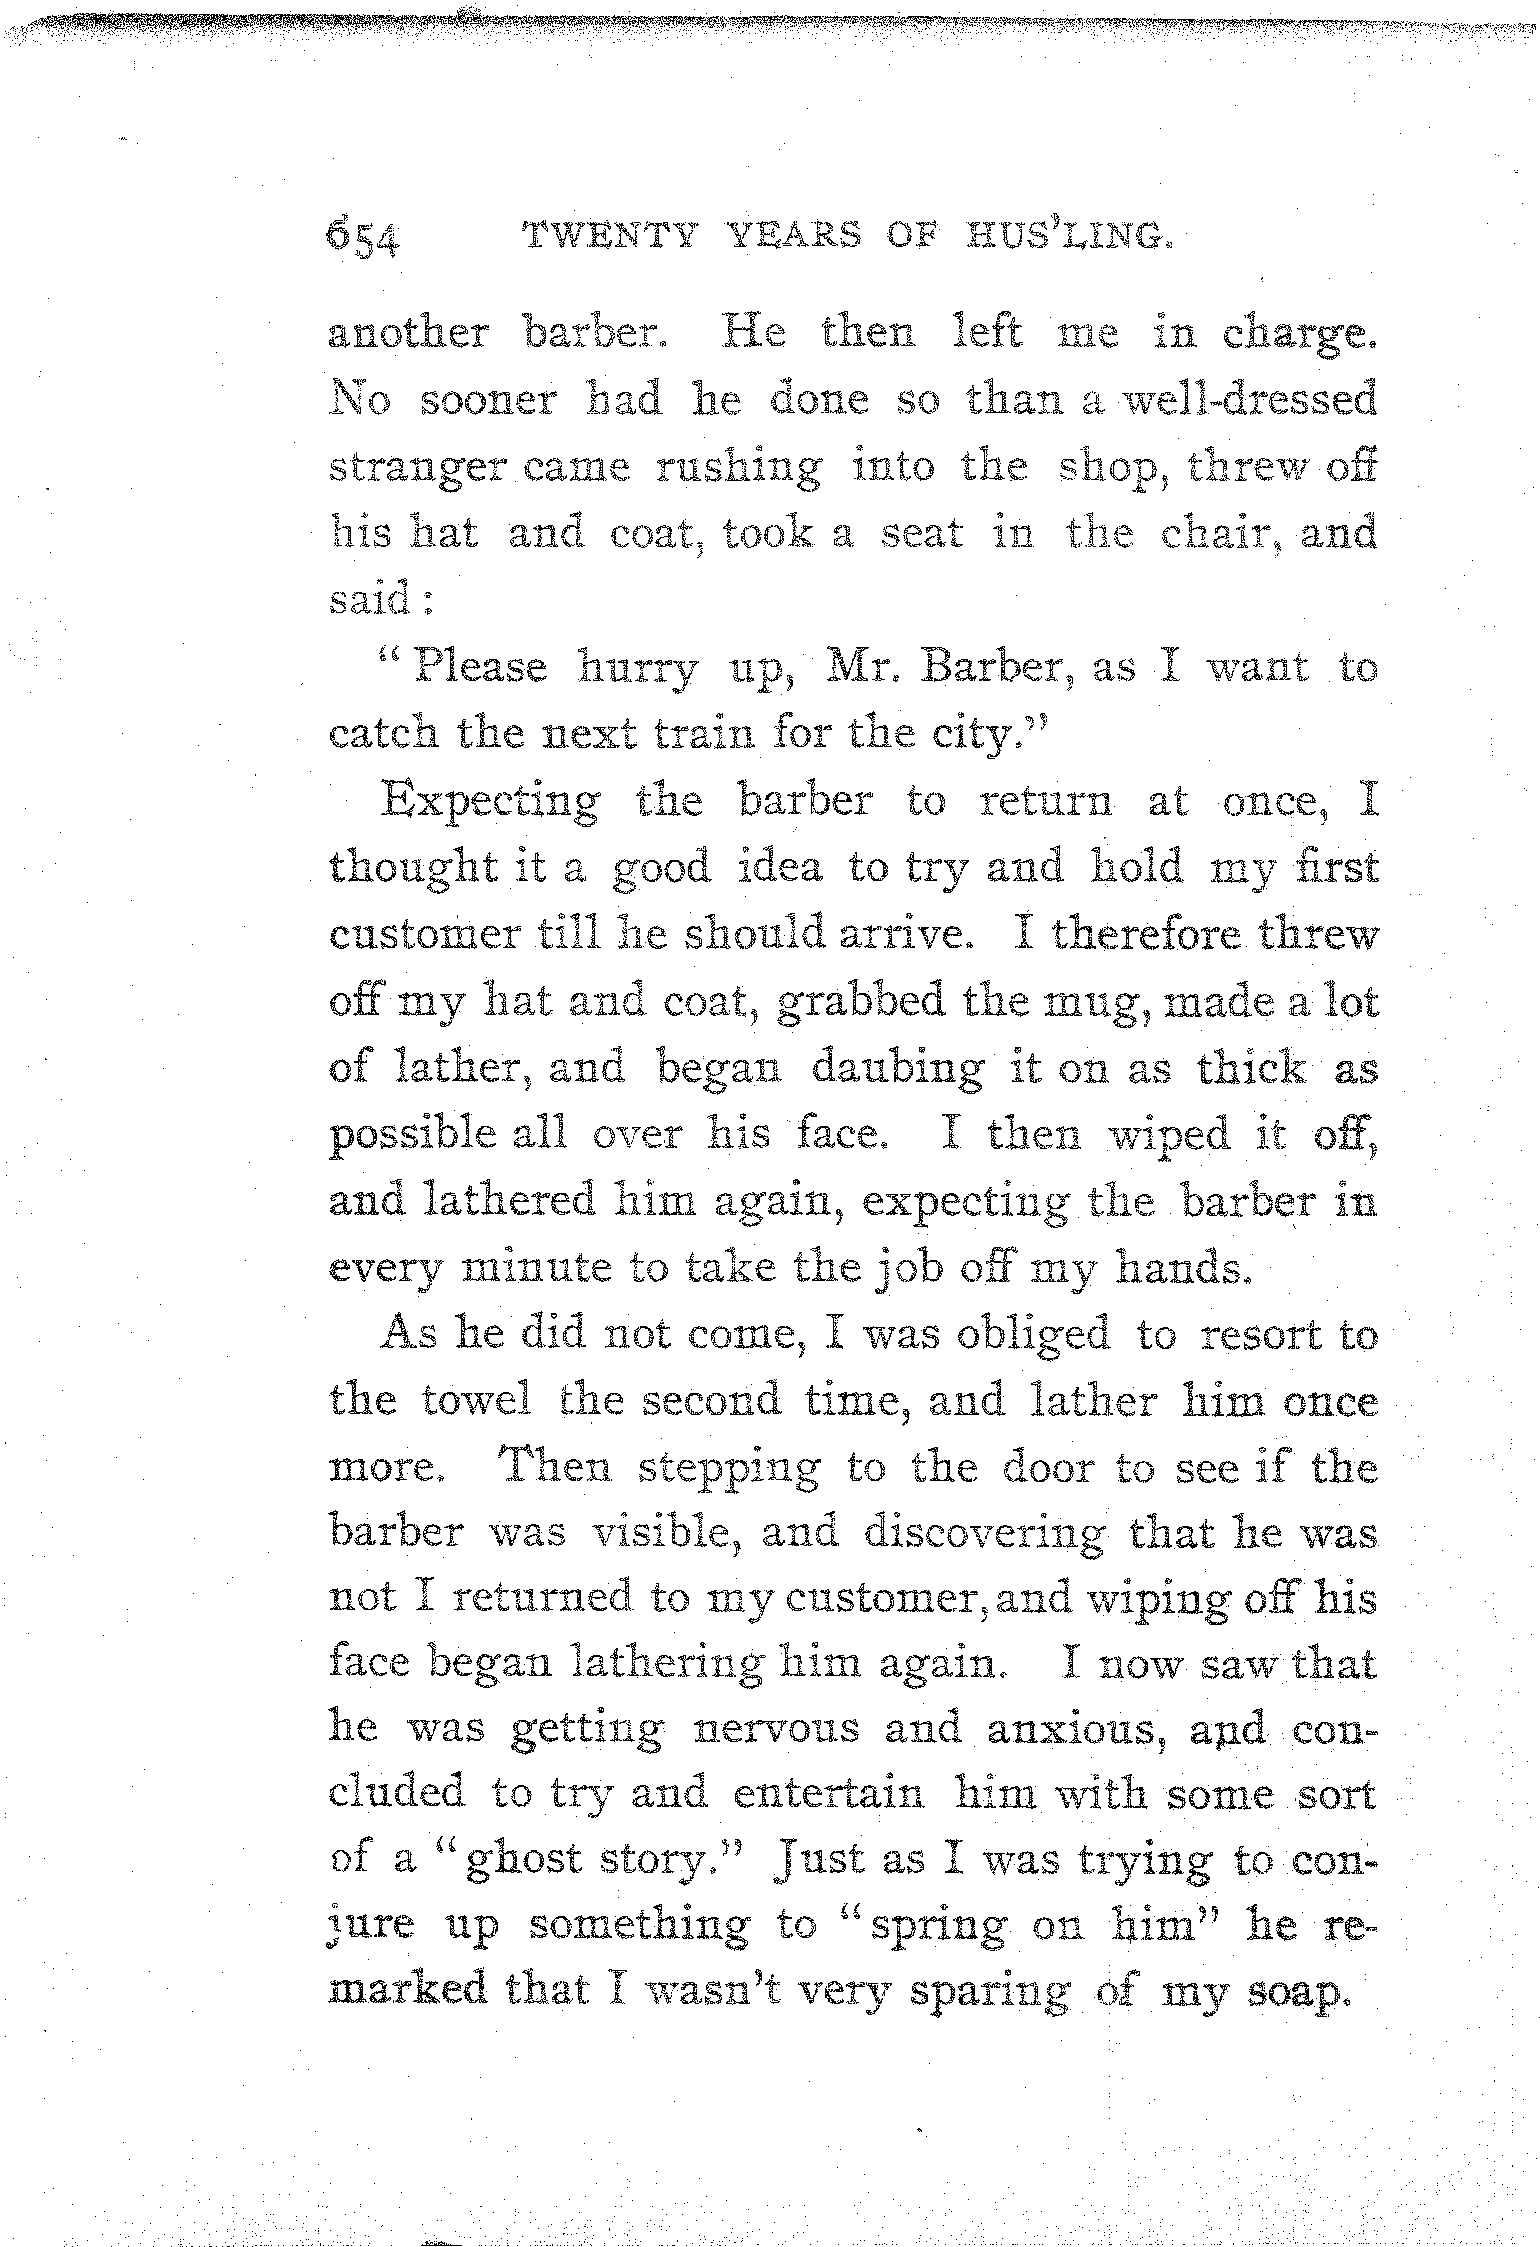 654 TWENTY YEARS OF HUS'LING.
another barber. He then left me in charge.
No sooner had he done so than a well-dressed
stranger came rushing into the shop, threw off
his hat and coat, took a seat in the chair, and
said :
" Please hurry up, Mr. Barber, as I want to
catch the next train for the city."
Expecting the barber to return at once, I
thought it a good idea to try and hold my first
customer till he should arrive. I therefore threw
off my hat and coat, grabbed the mug, made a lot
of lather, and began daubing it on as thick as
possible all over his face. I then wiped it off,
and lathered him again, expecting the barber in
every minute to take the job off my hands.
As he did not come, I was obliged to resort to
the towel the second time, and lather him once
more. Then stepping to the door to see if the
barber was visible, and discovering that he was
not I returned to my customer, and wiping off his
face began lathering him again. I now saw that
he was getting nervous and anxious, and con-
cluded to try and entertain him with some sort
of a "ghost story." Just as I was trying to con-
jure up something to "spring on him" he re-
marked that I wasn't very sparing of my soap.